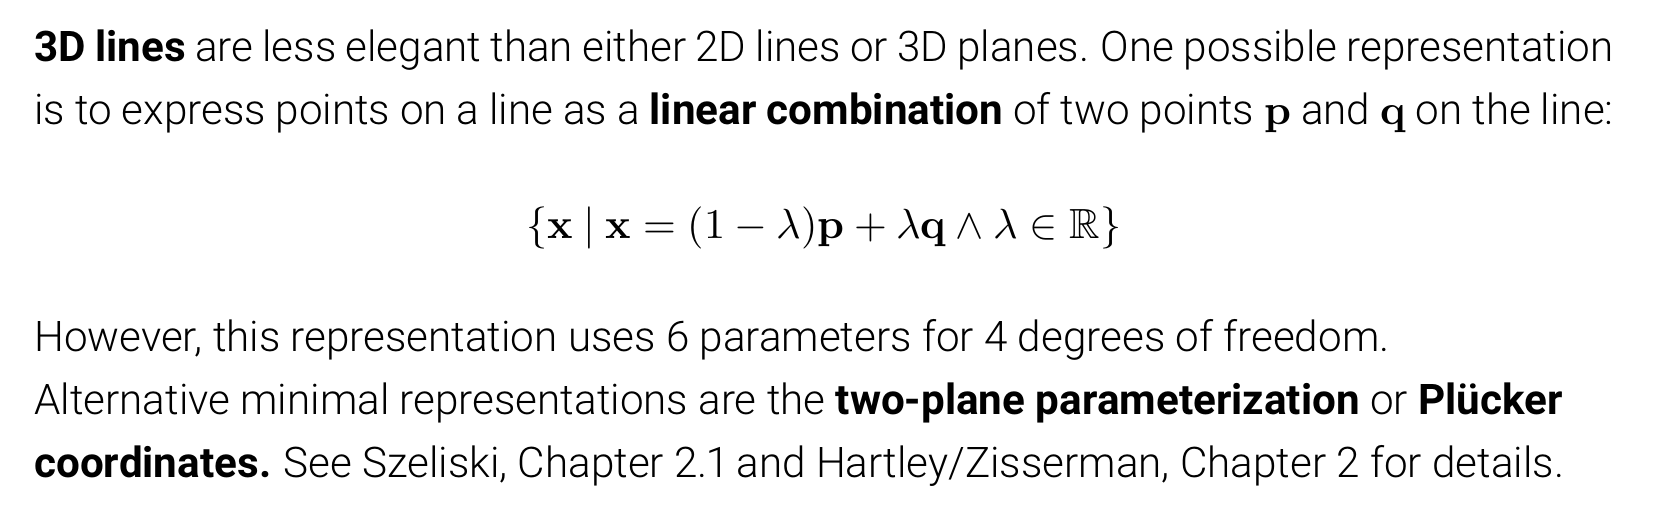 3D lines are less elegant than either 2D lines or 3D planes. One possible representation
is to express points on a line as a linear combination of two points p and q on the line:
{x | x = (1 − λ)p + λq ∧ λ ∈ ℝ}
However, this representation uses 6 parameters for 4 degrees of freedom.
Alternative minimal representations are the two-plane parameterization or Plücker
coordinates. See Szeliski, Chapter 2.1 and Hartley/Zisserman, Chapter 2 for details.